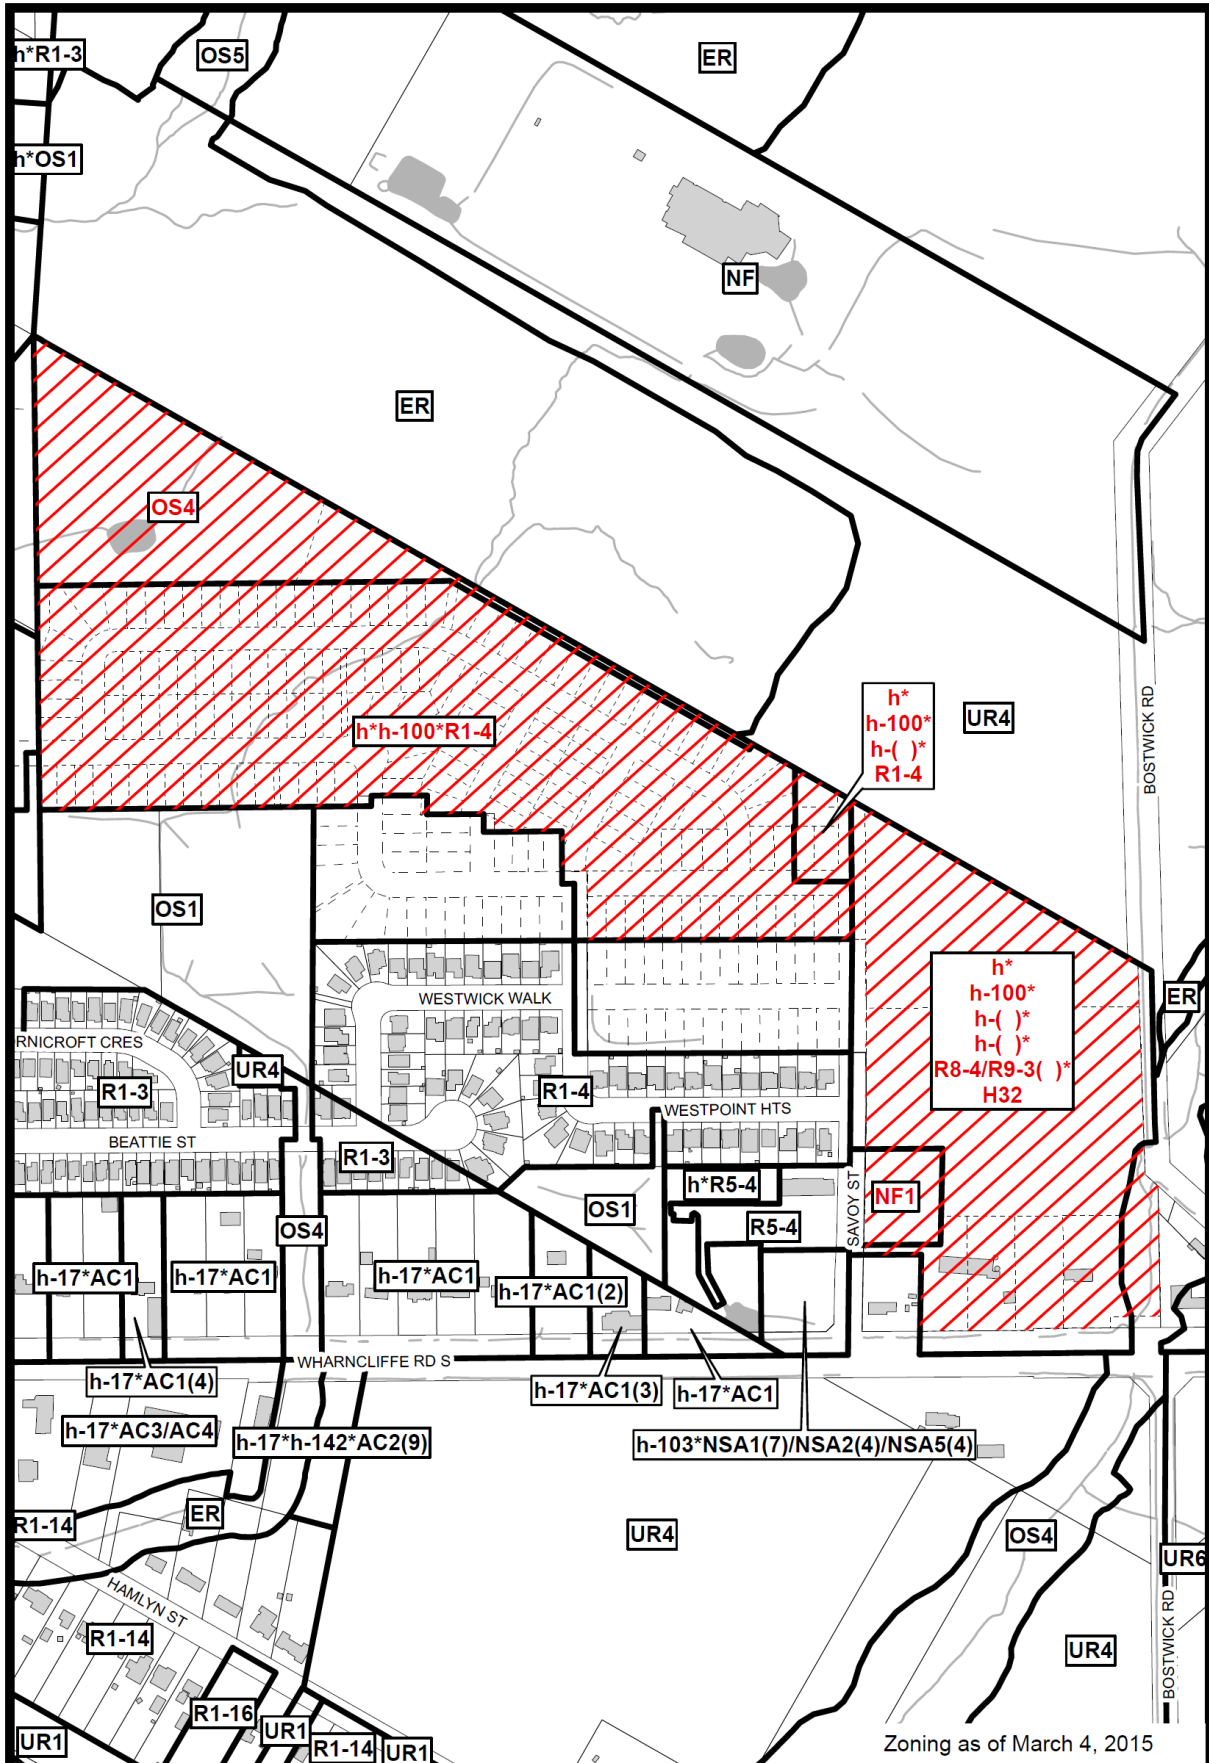 h*R1-3
OS5
ER
h*OS1
NF
ER
OS4
h*h-100*R1-4
h*
h-100*
h-( )*
R1-4
UR4
BOSTWICK RD
OS1
h*
h-100*
h-( )*
h-( )*
R8-4/R9-3( )*
H32
ER
WESTWICK WALK
RNICROFT CRES
UR4
R1-3
R1-4
WESTPOINT HTS
BEATTIE ST
R1-3
h*R5-4
NF1
SAVOY ST
OS4
OS1
R5-4
h-17*AC1
h-17*AC1
h-17*AC1
h-17*AC1(2)
WHARNCLIFFE RD S
h-17*AC1(4)
h-17*AC1(3)
h-17*AC1
h-17*AC3/AC4
h-17*h-142*AC2(9)
h-103*NSA1(7)/NSA2(4)/NSA5(4)
ER
R1-14
UR4
OS4
UR6
HAMLYN ST
R1-14
UR4
BOSTWICK RD
R1-16
UR1
UR1
R1-14
UR1
Zoning as of March 4, 2015